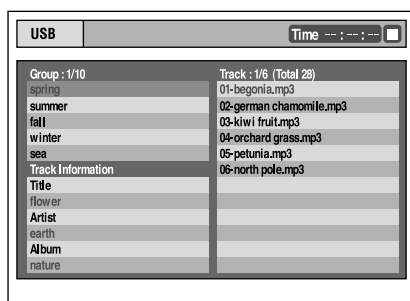 USB
Time --:--:--
Group : 1/10
spring
summer
fall
winter
sea
Track Information
Title
flower
Artist
earth
Album
nature
Track : 1/6 (Total 28)
01-begonia.mp3
02-german chamomile.mp3
03-kiwi fruit.mp3
04-orchard grass.mp3
05-petunia.mp3
06-north pole.mp3